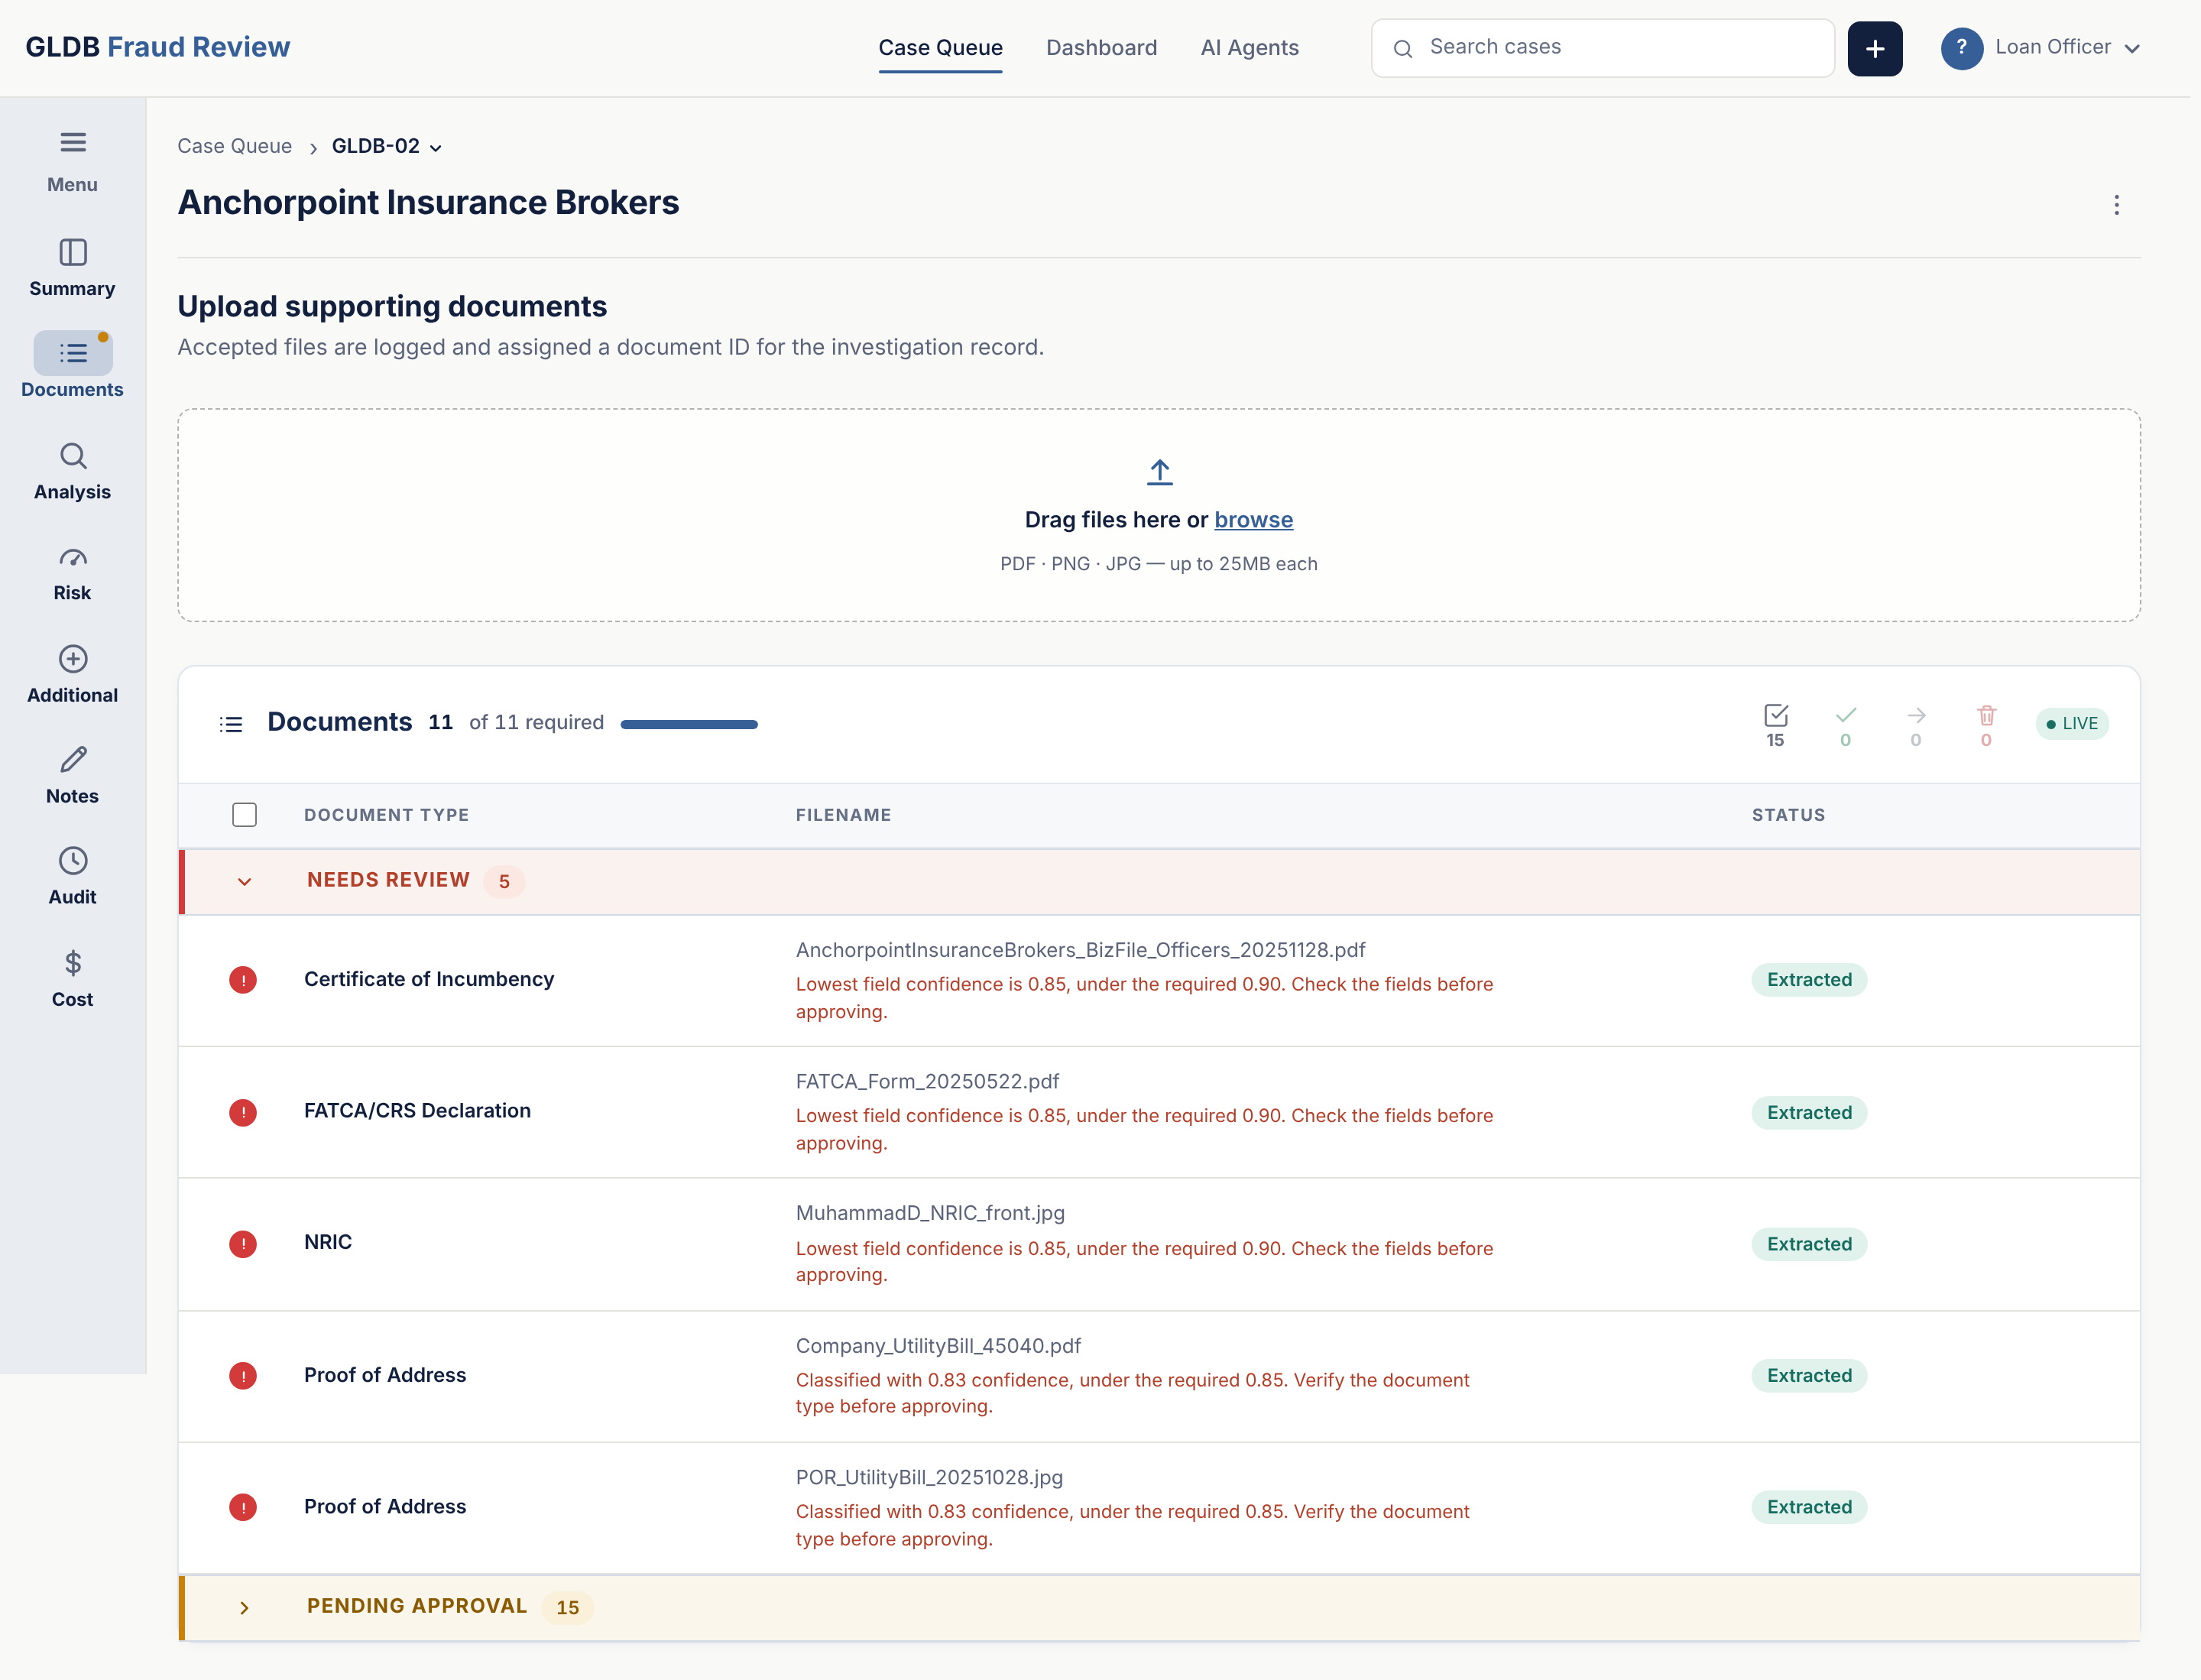 GLDB Fraud Review
Case Queue
Dashboard
AI Agents
Search cases
+
?
Loan Officer
Menu
Summary
Documents
Analysis
Risk
Additional
Notes
Audit
Cost
Case Queue › GLDB-02
Anchorpoint Insurance Brokers
Upload supporting documents
Accepted files are logged and assigned a document ID for the investigation record.
Drag files here or browse
PDF · PNG · JPG — up to 25MB each
Documents 11 of 11 required
15
0
0
0
LIVE
DOCUMENT TYPE
FILENAME
STATUS
NEEDS REVIEW 5
Certificate of Incumbency
AnchorpointInsuranceBrokers_BizFile_Officers_20251128.pdf
Lowest field confidence is 0.85, under the required 0.90. Check the fields before
approving.
Extracted
FATCA/CRS Declaration
FATCA_Form_20250522.pdf
Lowest field confidence is 0.85, under the required 0.90. Check the fields before
approving.
Extracted
NRIC
MuhammadD_NRIC_front.jpg
Lowest field confidence is 0.85, under the required 0.90. Check the fields before
approving.
Extracted
Proof of Address
Company_UtilityBill_45040.pdf
Classified with 0.83 confidence, under the required 0.85. Verify the document
type before approving.
Extracted
Proof of Address
POR_UtilityBill_20251028.jpg
Classified with 0.83 confidence, under the required 0.85. Verify the document
type before approving.
Extracted
PENDING APPROVAL 15